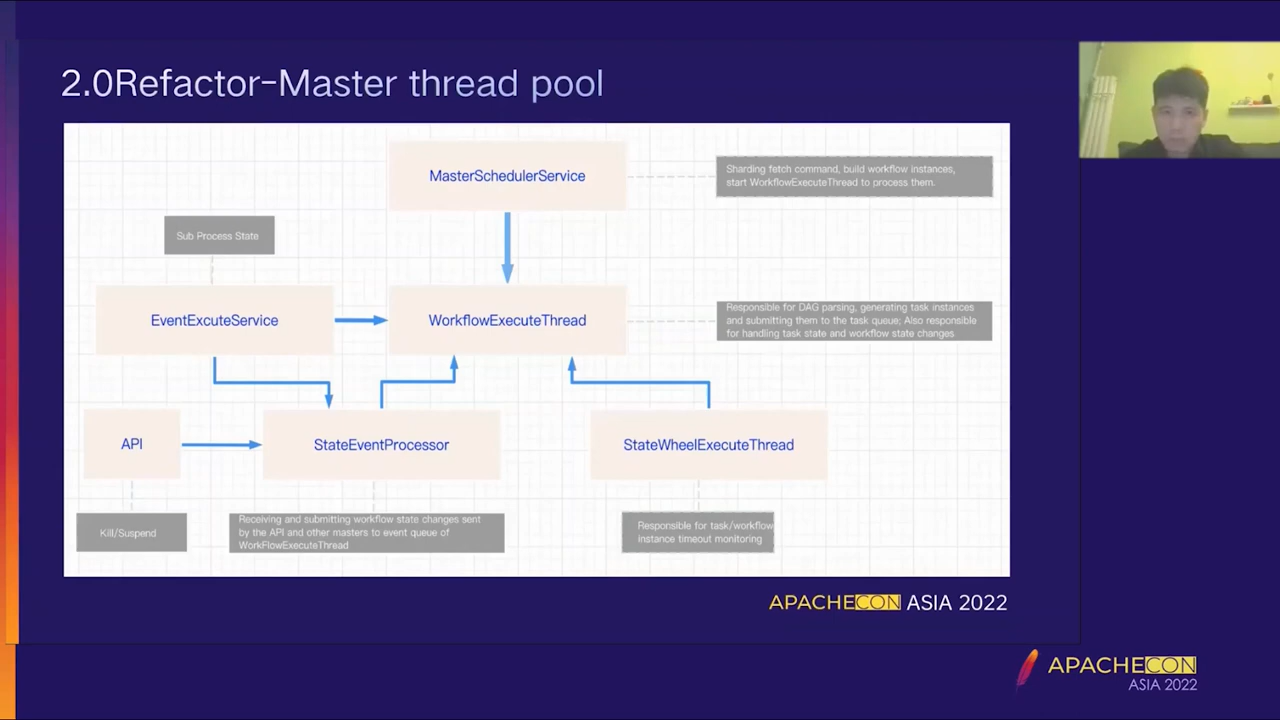 2.0Refactor-Master thread pool
MasterSchedulerService
Sharding fetch command, build workflow instances,
start WorkflowExecuteThread to process them.
Sub Process State
EventExcuteService
WorkflowExecuteThread
Responsible for DAG parsing, generating task instances
and submitting them to the task queue; Also responsible
for handling task state and workflow state changes
API
StateEventProcessor
StateWheelExecuteThread
Kill/Suspend
Receiving and submitting workflow state changes sent
by the API and other masters to event queue of
WorkFlowExecuteThread
Responsible for task/workflow
instance timeout monitoring
APACHECON ASIA 2022
APACHECON
ASIA 2022